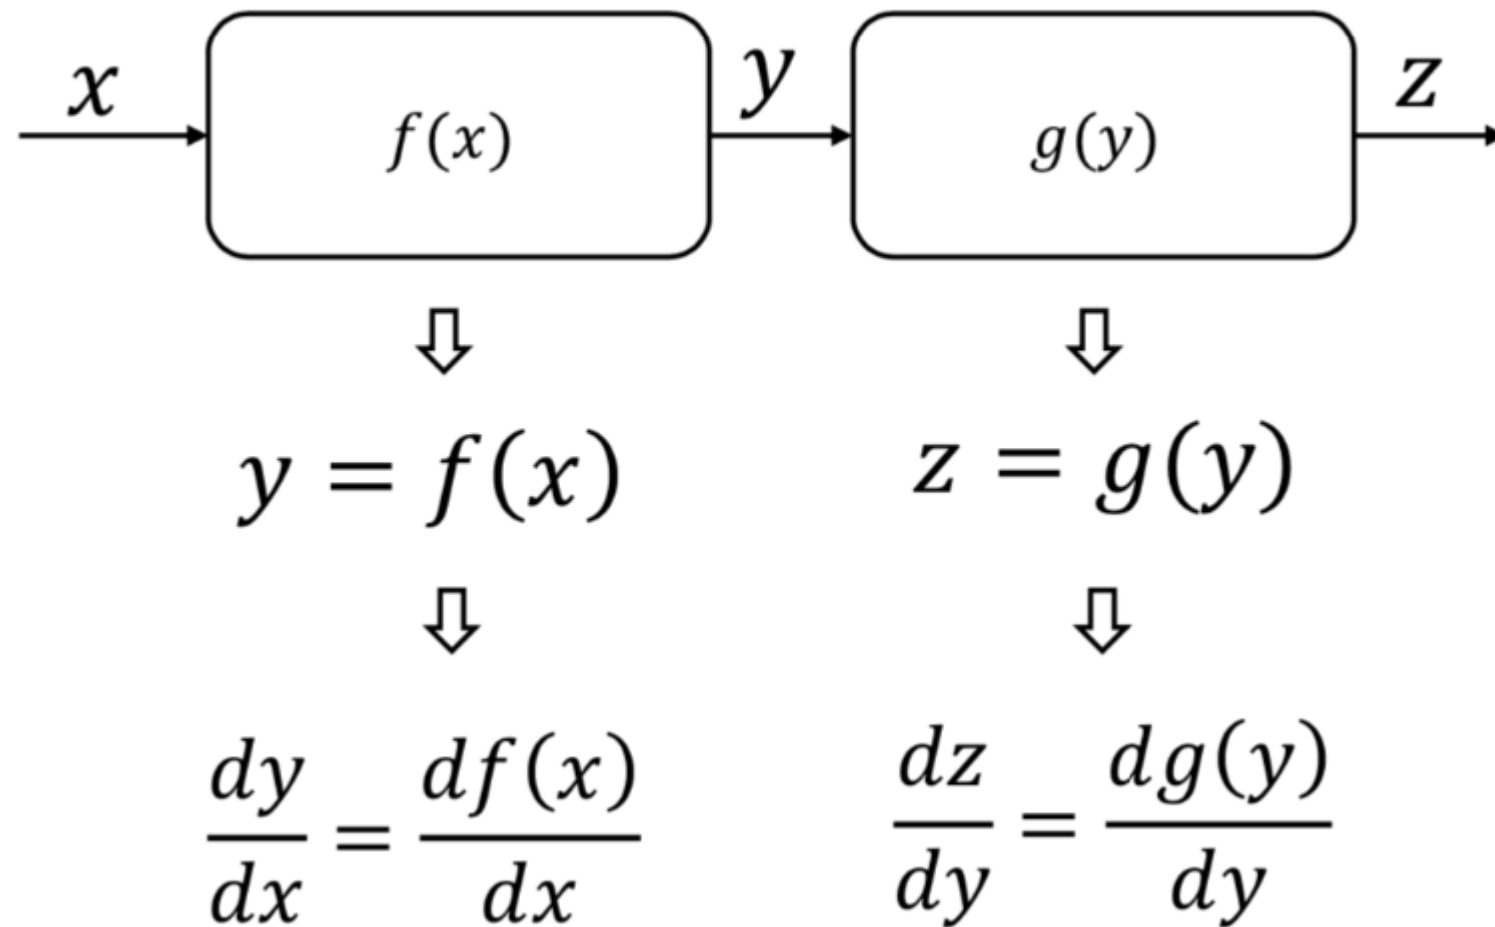 x
f(x)
y
g(y)
z
y = f(x)
z = g(y)
dy/dx = df(x)/dx
dz/dy = dg(y)/dy